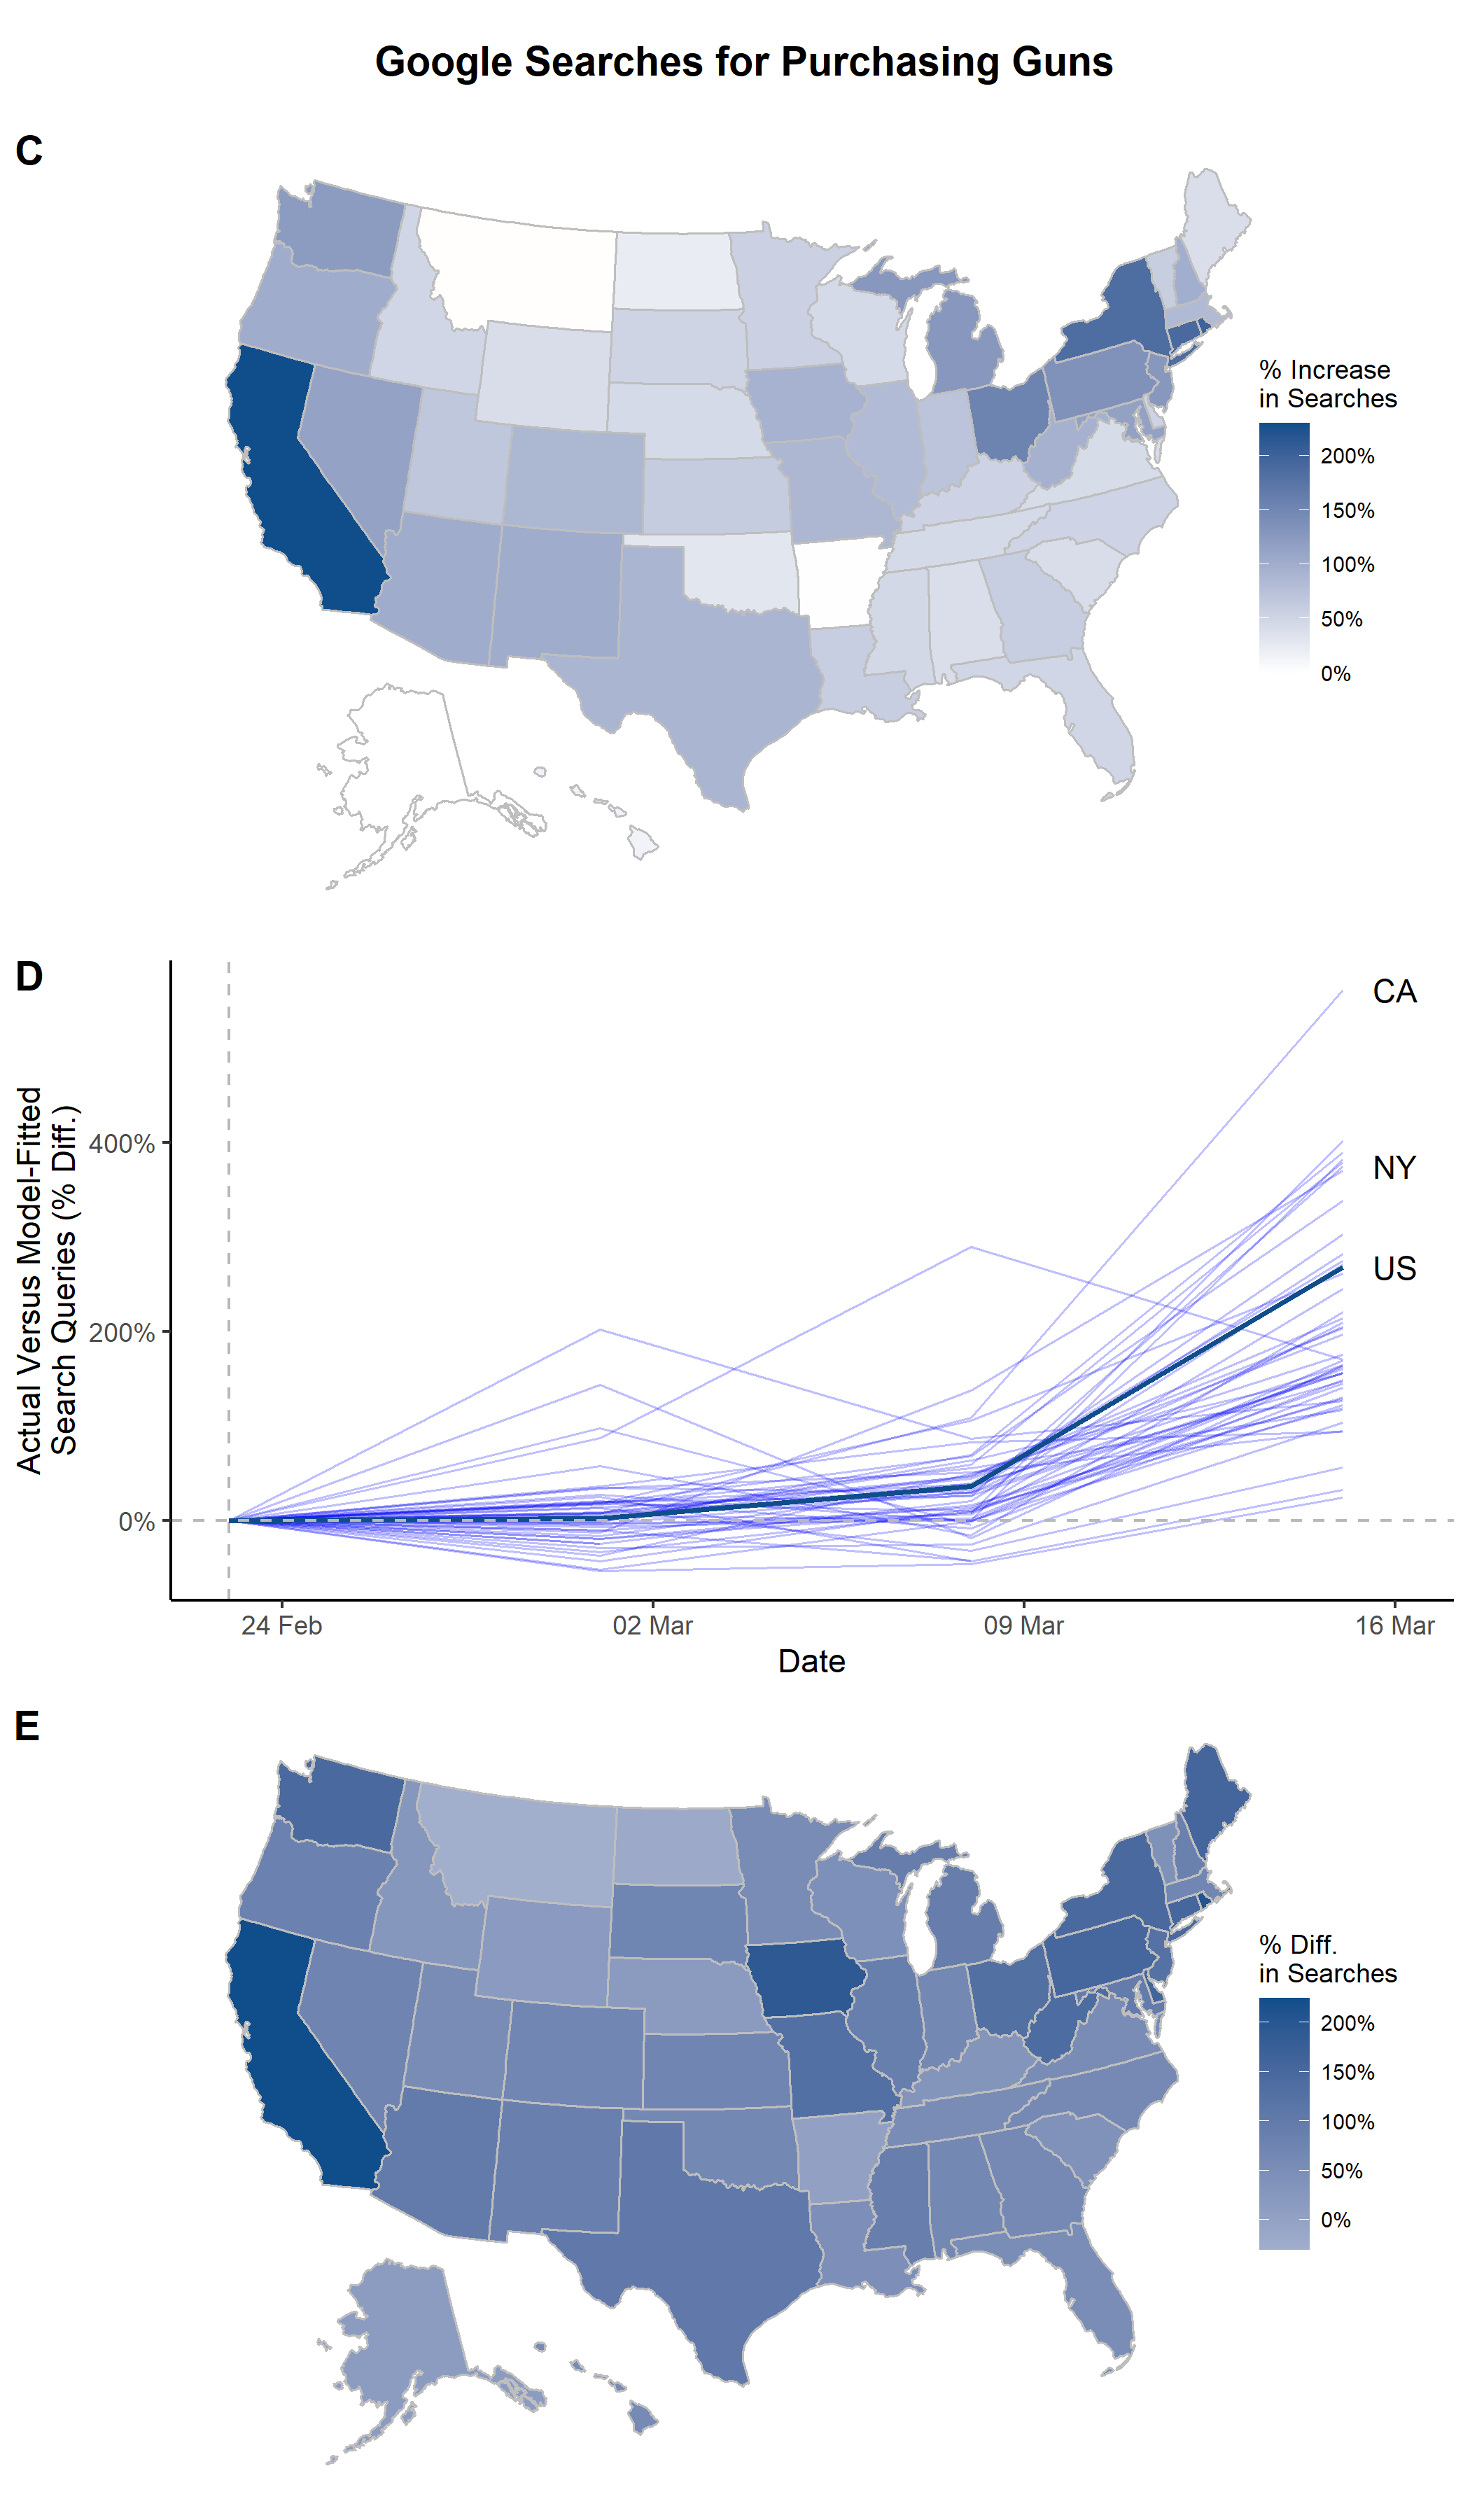 Google Searches for Purchasing Guns
C
% Increase
in Searches
200%
150%
100%
50%
0%
D
Actual Versus Model-Fitted
Search Queries (% Diff.)
400%
200%
0%
CA
NY
US
24 Feb
02 Mar
09 Mar
16 Mar
Date
E
% Diff.
in Searches
200%
150%
100%
50%
0%